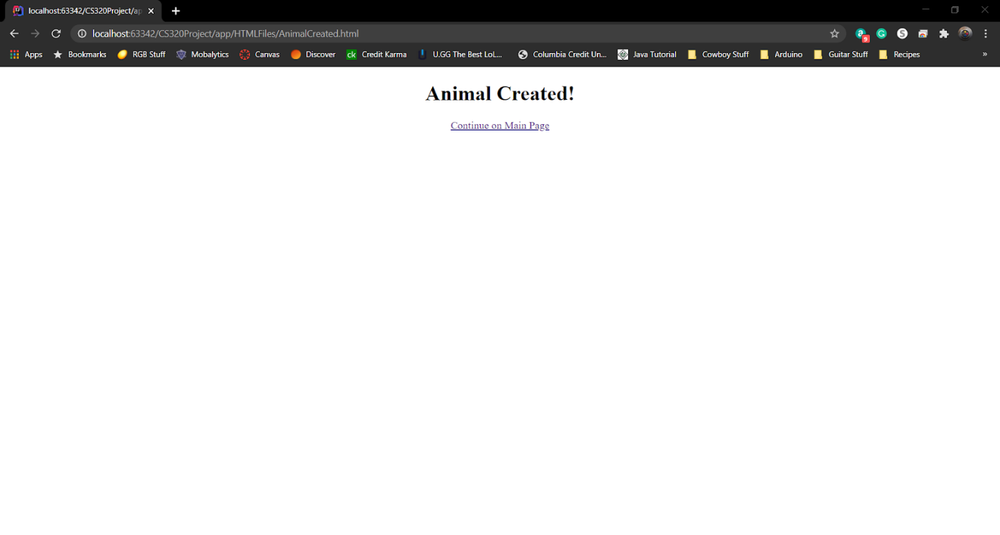 localhost:63342/CS320Project/ap
localhost:63342/CS320Project/app/HTMLFiles/AnimalCreated.html
9
Apps Bookmarks RGB Stuff Mobalytics Canvas Discover ck Credit Karma U.GG The Best LoL... Columbia Credit Un... Java Tutorial Cowboy Stuff Arduino Guitar Stuff Recipes »
Animal Created!
Continue on Main Page